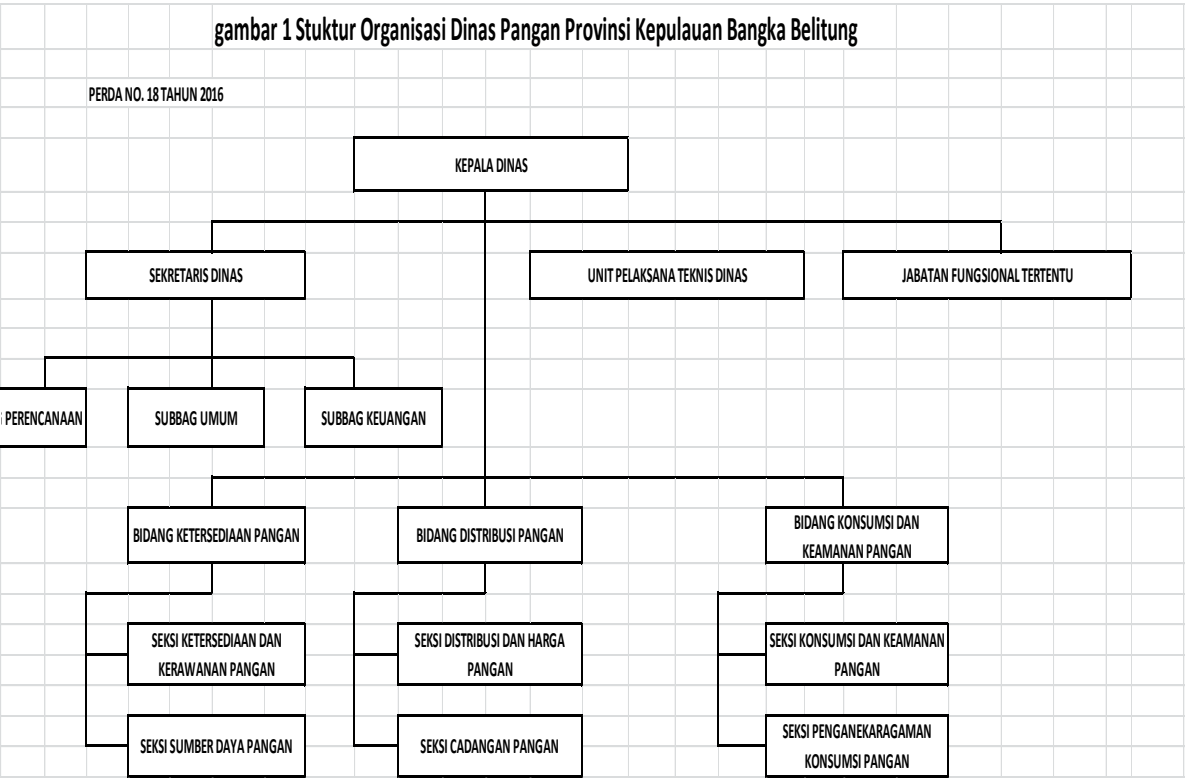 gambar 1 Stuktur Organisasi Dinas Pangan Provinsi Kepulauan Bangka Belitung
PERDA NO. 18 TAHUN 2016
KEPALA DINAS
SEKRETARIS DINAS
UNIT PELAKSANA TEKNIS DINAS
JABATAN FUNGSIONAL TERTENTU
PERENCANAAN
SUBBAG UMUM
SUBBAG KEUANGAN
BIDANG KETERSEDIAAN PANGAN
BIDANG DISTRIBUSI PANGAN
BIDANG KONSUMSI DAN
KEAMANAN PANGAN
SEKSI KETERSEDIAAN DAN
KERAWANAN PANGAN
SEKSI DISTRIBUSI DAN HARGA
PANGAN
SEKSI KONSUMSI DAN KEAMANAN
PANGAN
SEKSI SUMBER DAYA PANGAN
SEKSI CADANGAN PANGAN
SEKSI PENGANEKARAGAMAN
KONSUMSI PANGAN